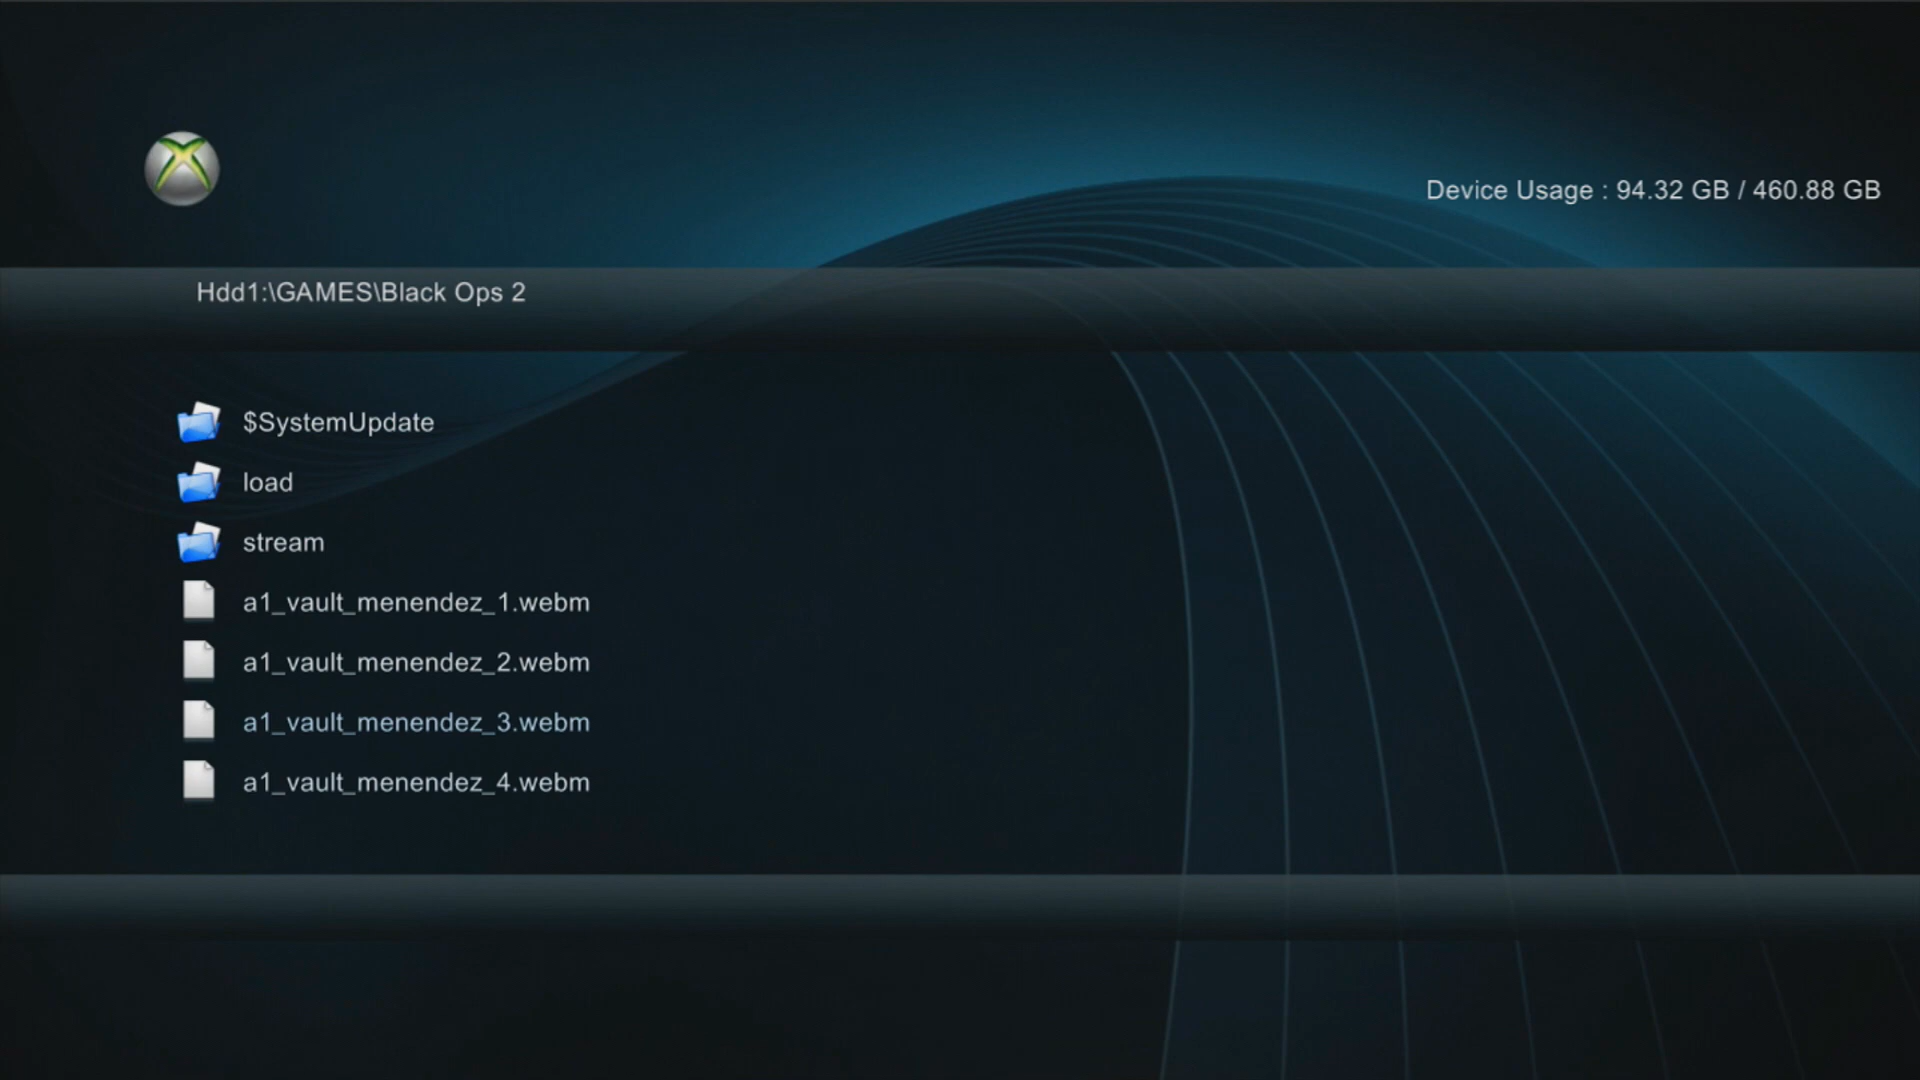 Device Usage : 94.32 GB / 460.88 GB
Hdd1:\GAMES\Black Ops 2
$SystemUpdate
load
stream
a1_vault_menendez_1.webm
a1_vault_menendez_2.webm
a1_vault_menendez_3.webm
a1_vault_menendez_4.webm